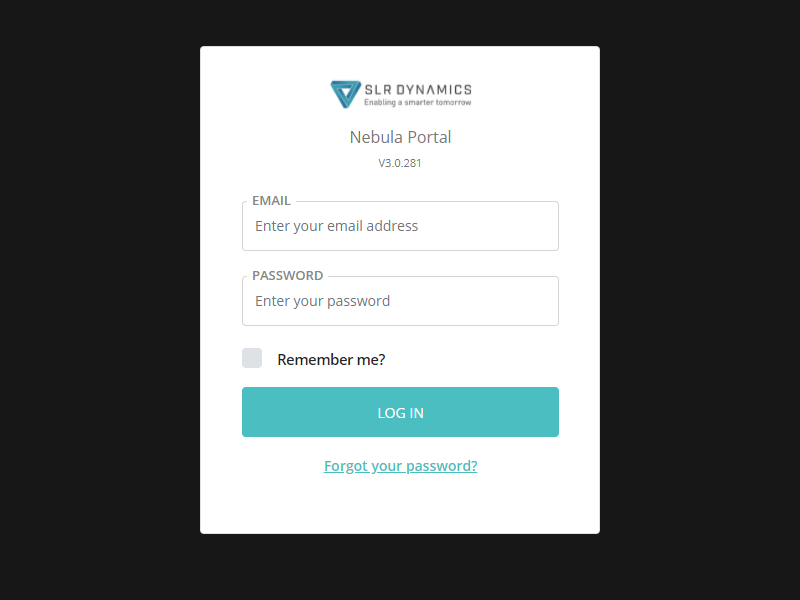 SLR DYNAMICS
Enabling a smarter tomorrow
Nebula Portal
V3.0.281
EMAIL
Enter your email address
PASSWORD
Enter your password
Remember me?
LOG IN
Forgot your password?